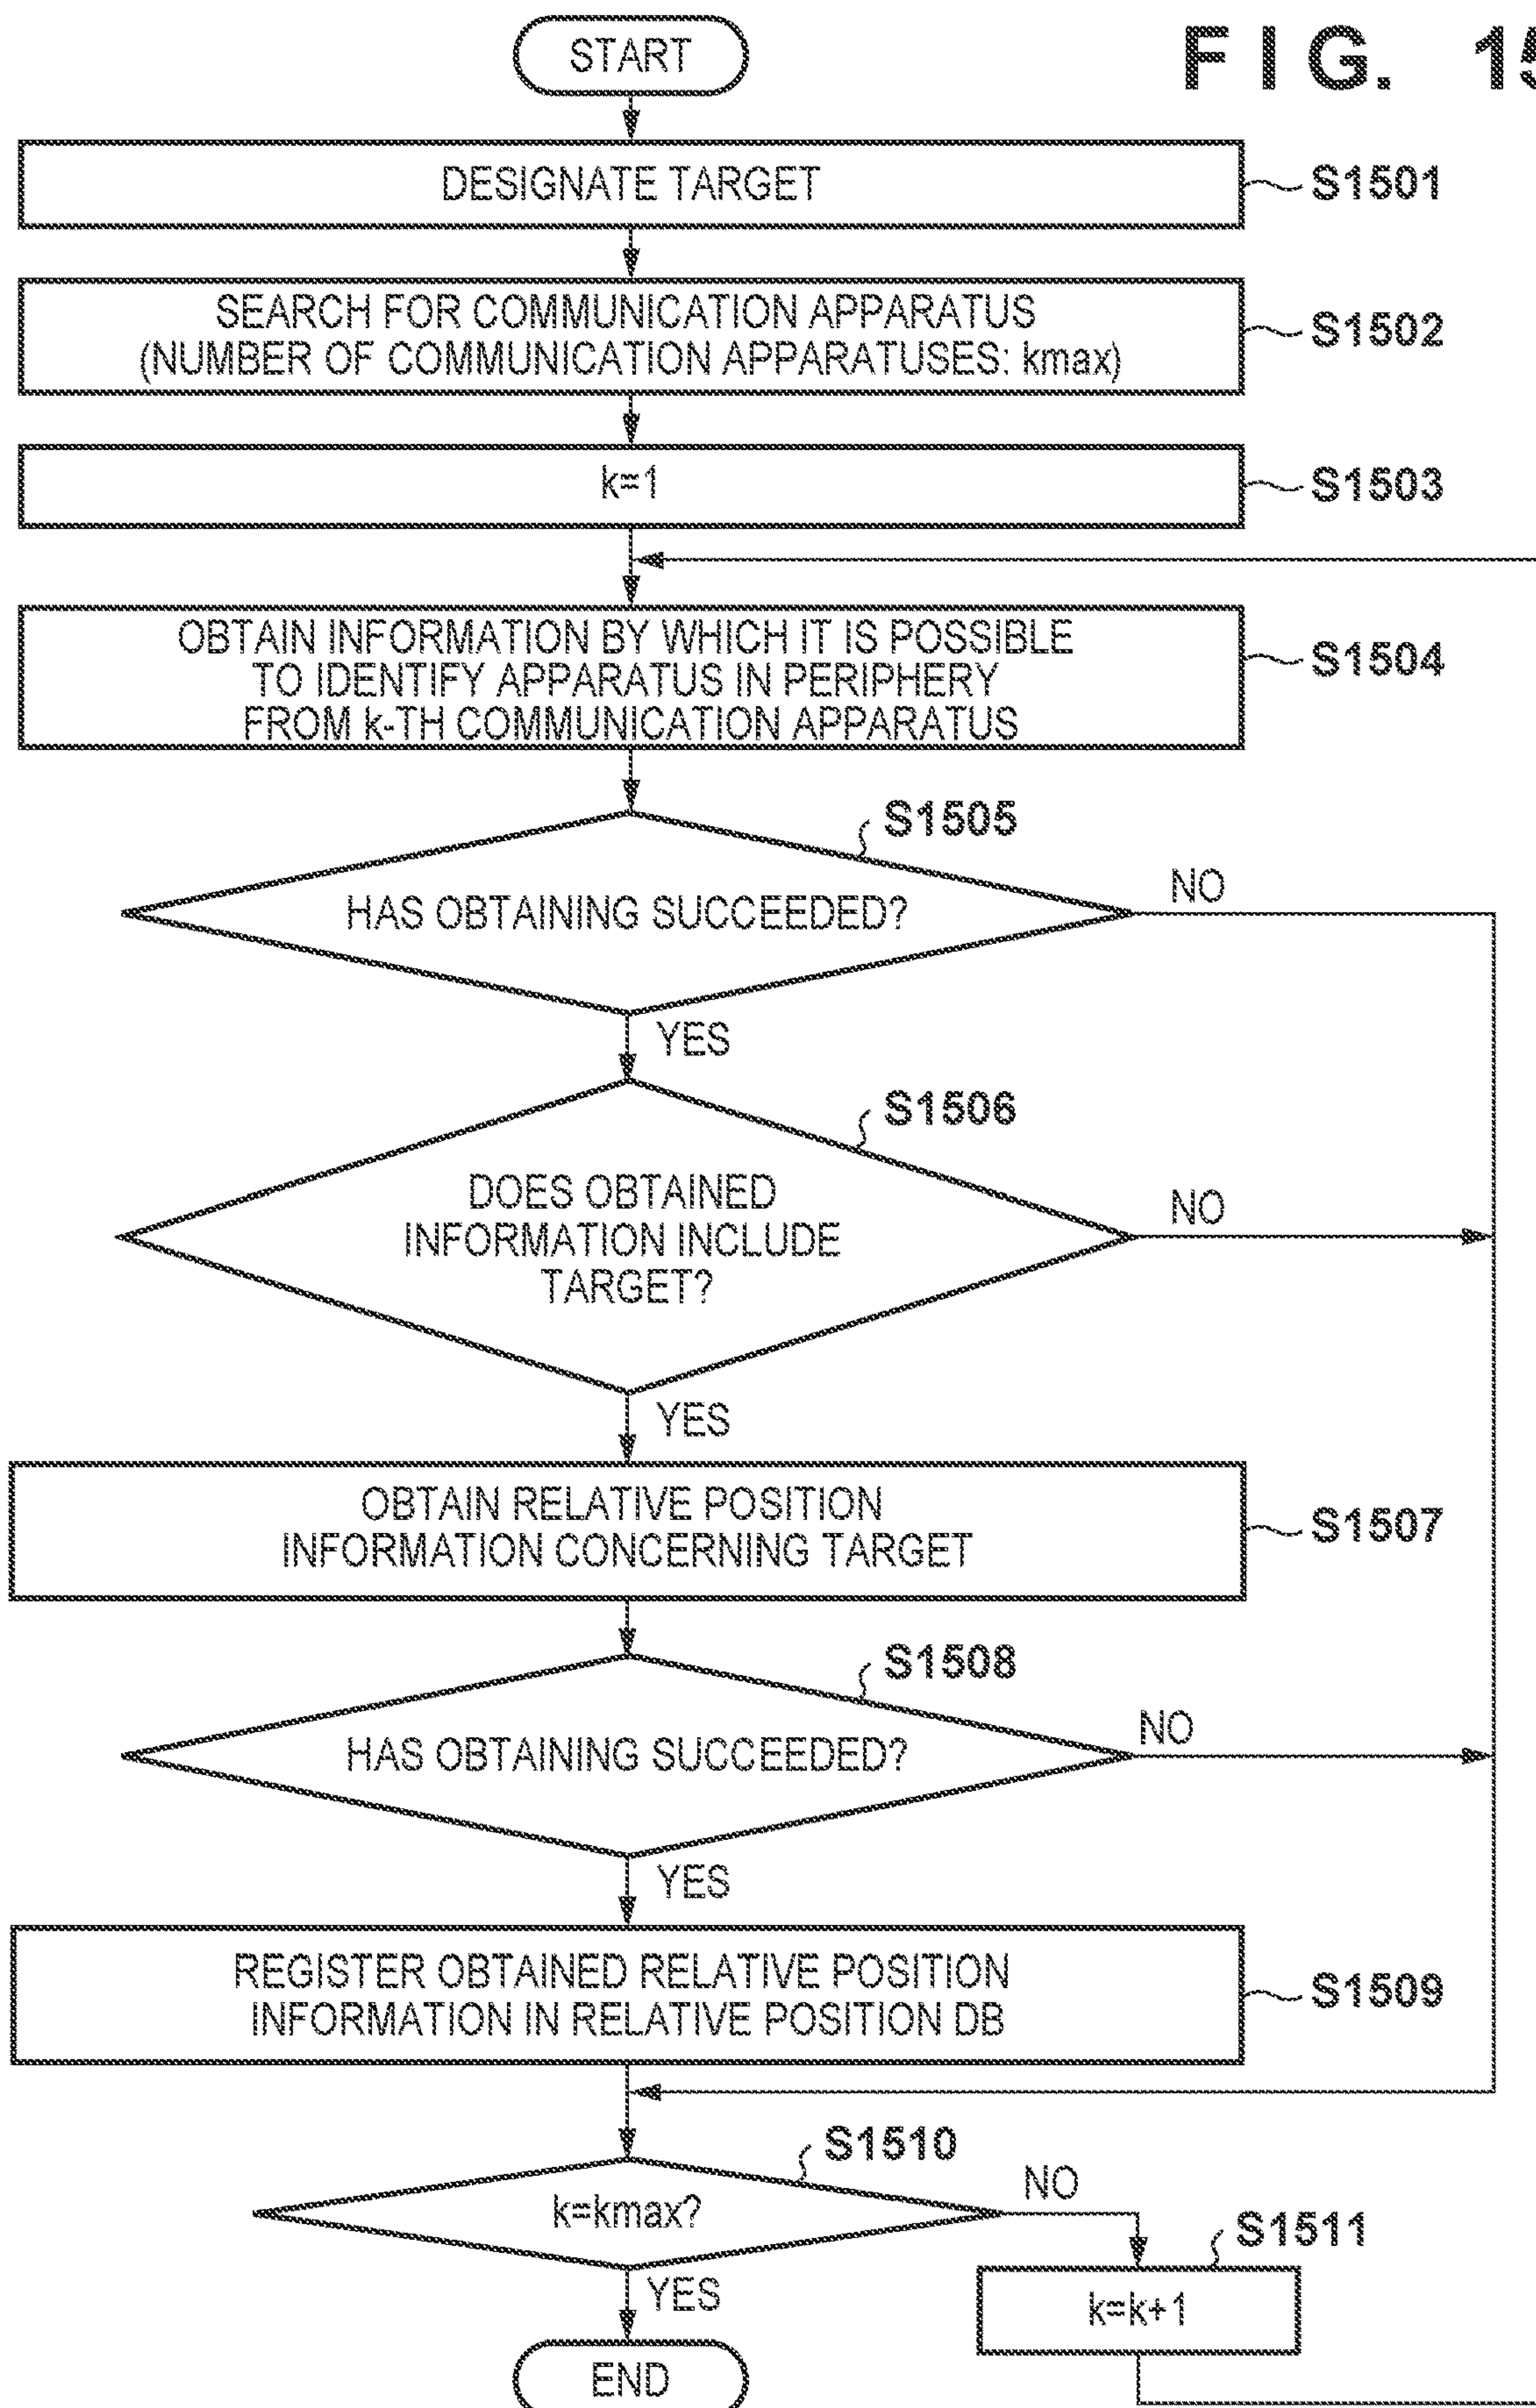 START
FIG. 15
DESIGNATE TARGET
S1501
SEARCH FOR COMMUNICATION APPARATUS
(NUMBER OF COMMUNICATION APPARATUSES: kmax)
S1502
k=1
S1503
OBTAIN INFORMATION BY WHICH IT IS POSSIBLE
TO IDENTIFY APPARATUS IN PERIPHERY
FROM k-TH COMMUNICATION APPARATUS
S1504
S1505
HAS OBTAINING SUCCEEDED?
NO
YES
S1506
DOES OBTAINED
INFORMATION INCLUDE
TARGET?
NO
YES
OBTAIN RELATIVE POSITION
INFORMATION CONCERNING TARGET
S1507
S1508
HAS OBTAINING SUCCEEDED?
NO
YES
REGISTER OBTAINED RELATIVE POSITION
INFORMATION IN RELATIVE POSITION DB
S1509
S1510
k=kmax?
NO
YES
S1511
k=k+1
END